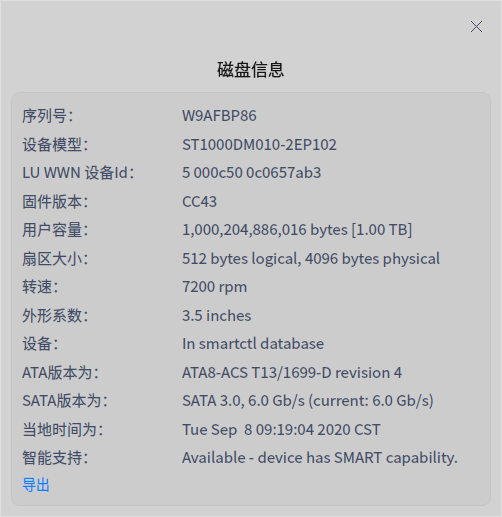 磁盘信息
序列号： W9AFBP86
设备模型： ST1000DM010-2EP102
LU WWN 设备Id： 5 000c50 0c0657ab3
固件版本： CC43
用户容量： 1,000,204,886,016 bytes [1.00 TB]
扇区大小： 512 bytes logical, 4096 bytes physical
转速： 7200 rpm
外形系数： 3.5 inches
设备： In smartctl database
ATA版本为： ATA8-ACS T13/1699-D revision 4
SATA版本为： SATA 3.0, 6.0 Gb/s (current: 6.0 Gb/s)
当地时间为： Tue Sep  8 09:19:04 2020 CST
智能支持： Available - device has SMART capability.
导出